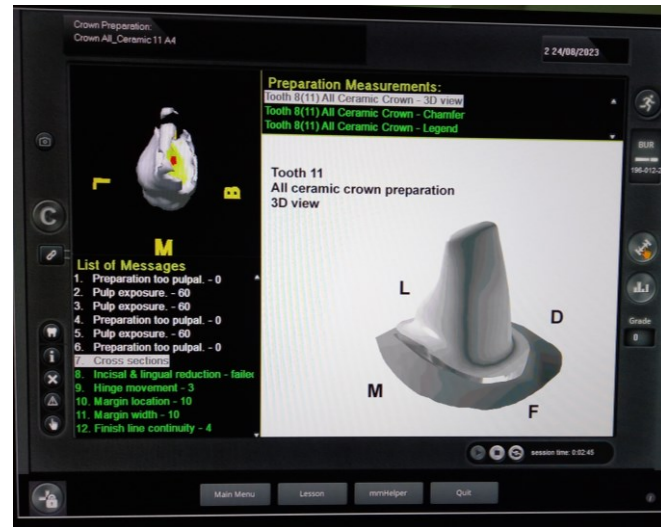 Crown Preparation:
Crown All_Ceramic 11 A4
2 24/08/2023
L
B
M
List of Messages
1. Preparation too pulpal. - 0
2. Pulp exposure. - 60
3. Pulp exposure. - 60
4. Preparation too pulpal. - 0
5. Pulp exposure. - 60
6. Preparation too pulpal. - 0
7. Cross sections
8. Incisal & lingual reduction - failed
9. Hinge movement - 3
10. Margin location - 10
11. Margin width - 10
12. Finish line continuity - 4
Preparation Measurements:
Tooth 8(11) All Ceramic Crown - 3D view
Tooth 8(11) All Ceramic Crown - Chamfer
Tooth 8(11) All Ceramic Crown - Legend
Tooth 11
All ceramic crown preparation
3D view
L
D
M
F
C
BUR
196-012-2
Grade
0
session time: 0:02:45
Main Menu
Lesson
mmHelper
Quit